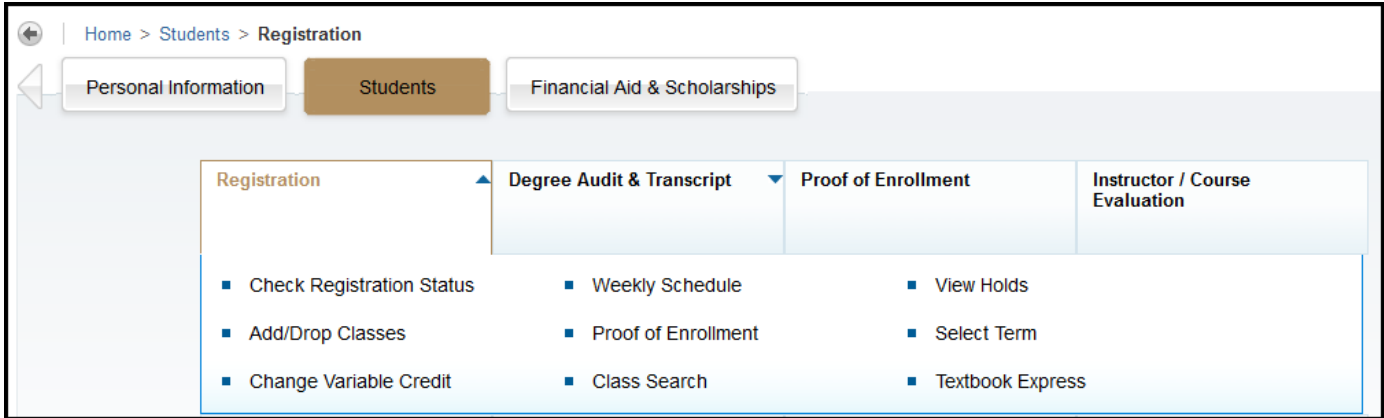 Home > Students > Registration
Personal Information Students Financial Aid & Scholarships
Registration Degree Audit & Transcript Proof of Enrollment Instructor / Course
Evaluation
Check Registration Status Weekly Schedule View Holds
Add/Drop Classes Proof of Enrollment Select Term
Change Variable Credit Class Search Textbook Express